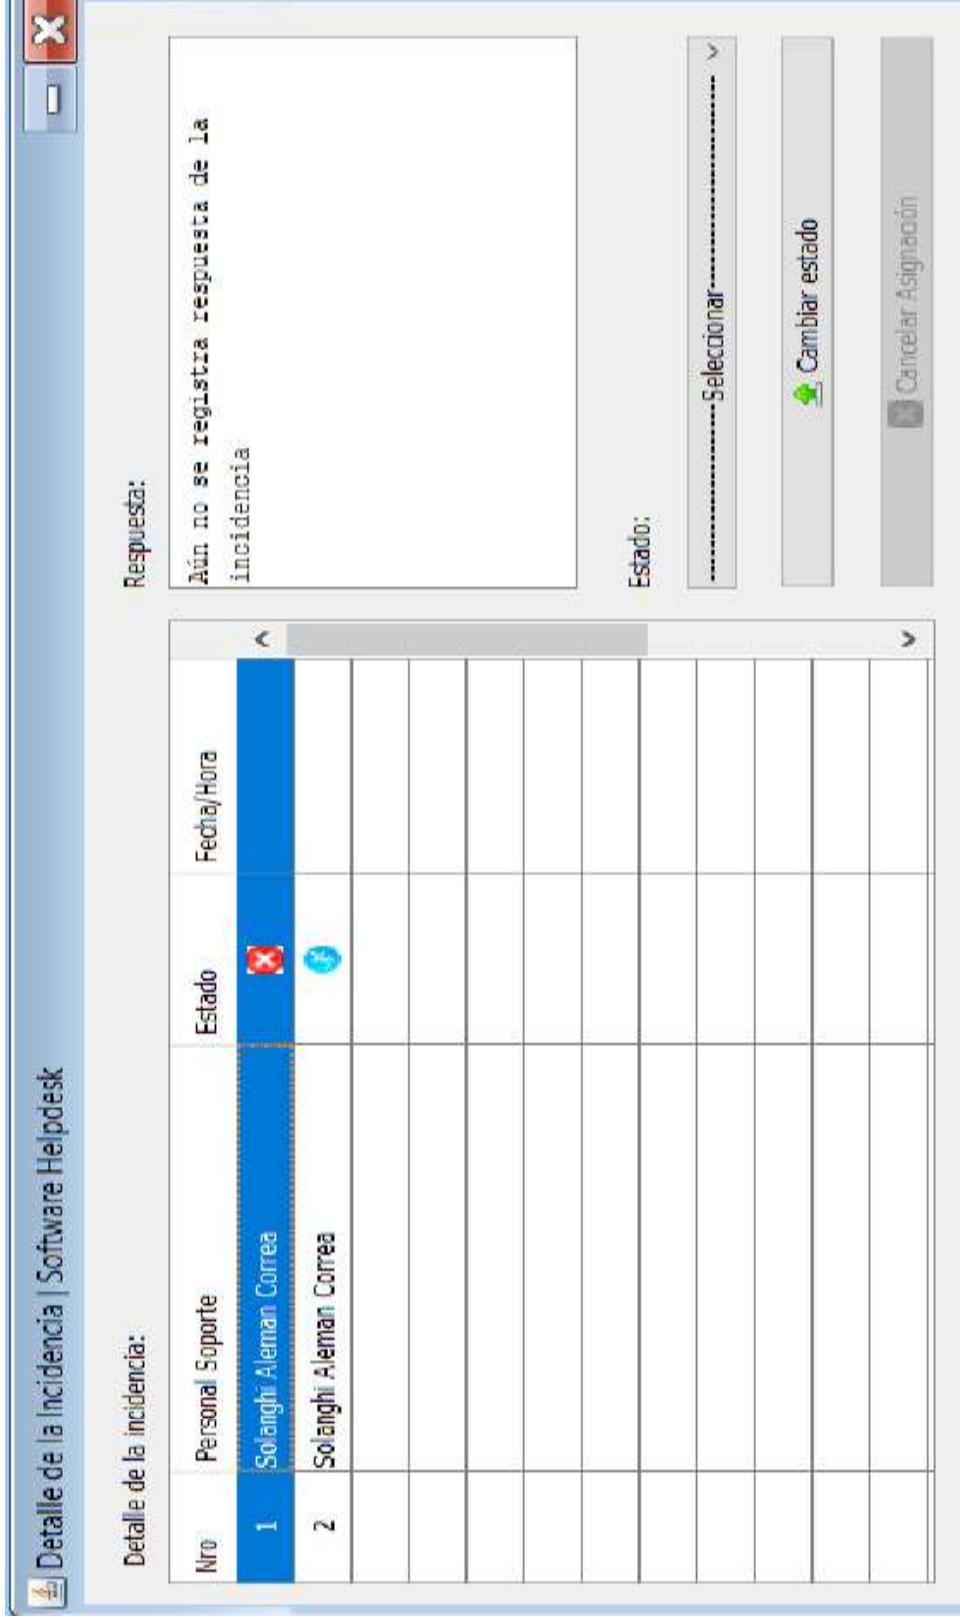 Detalle de la Incidencia | Software Helpdesk
Detalle de la incidencia:
Nro Personal Soporte Estado Fecha/Hora
1 Solanghi Aleman Correa
2 Solanghi Aleman Correa
Respuesta:
Aún no se registra respuesta de la
incidencia
Estado:
--------------------Seleccionar--------------------
Cambiar estado
Cancelar Asignación